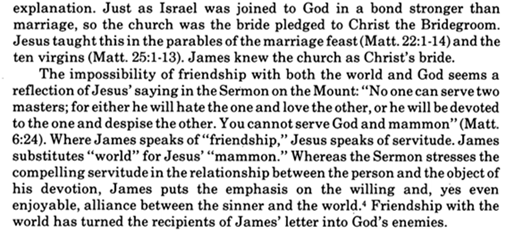 explanation. Just as Israel was joined to God in a bond stronger than
marriage, so the church was the bride pledged to Christ the Bridegroom.
Jesus taught this in the parables of the marriage feast (Matt. 22:1-14) and the
ten virgins (Matt. 25:1-13). James knew the church as Christ's bride.
The impossibility of friendship with both the world and God seems a
reflection of Jesus' saying in the Sermon on the Mount: "No one can serve two
masters; for either he will hate the one and love the other, or he will be devoted
to the one and despise the other. You cannot serve God and mammon" (Matt.
6:24). Where James speaks of "friendship," Jesus speaks of servitude. James
substitutes "world" for Jesus' "mammon." Whereas the Sermon stresses the
compelling servitude in the relationship between the person and the object of
his devotion, James puts the emphasis on the willing and, yes even
enjoyable, alliance between the sinner and the world.⁴ Friendship with the
world has turned the recipients of James' letter into God's enemies.